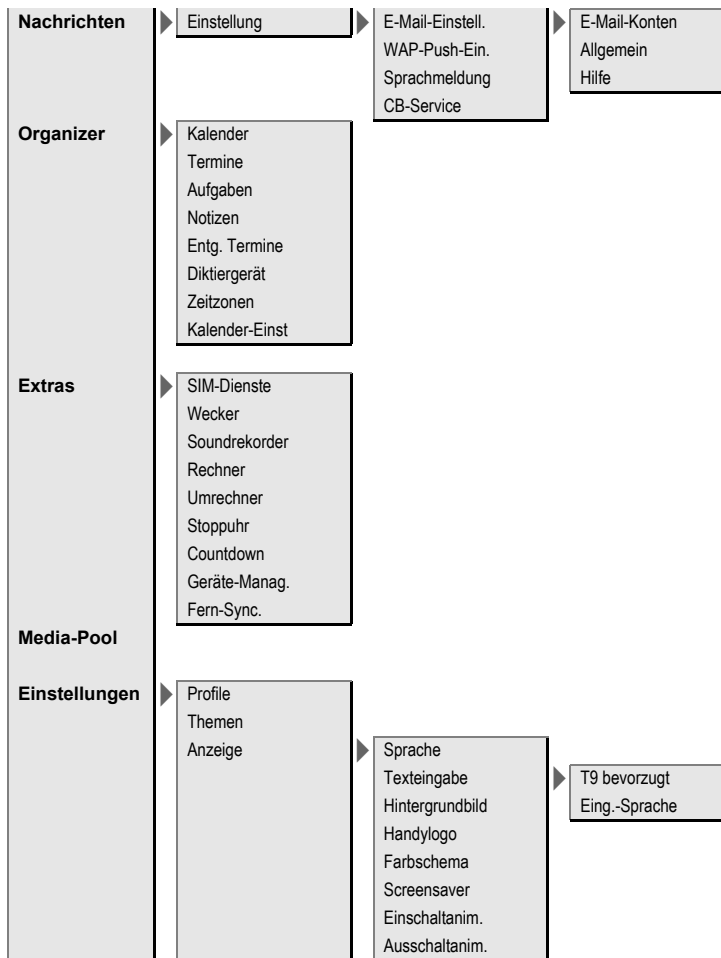 Nachrichten Einstellung E-Mail-Einstell. E-Mail-Konten
WAP-Push-Ein. Allgemein
Sprachmeldung Hilfe
CB-Service
Organizer Kalender
Termine
Aufgaben
Notizen
Entg. Termine
Diktiergerät
Zeitzonen
Kalender-Einst
Extras SIM-Dienste
Wecker
Soundrekorder
Rechner
Umrechner
Stoppuhr
Countdown
Geräte-Manag.
Fern-Sync.
Media-Pool
Einstellungen Profile
Themen
Anzeige Sprache
Texteingabe T9 bevorzugt
Hintergrundbild Eing.-Sprache
Handylogo
Farbschema
Screensaver
Einschaltanim.
Ausschaltanim.